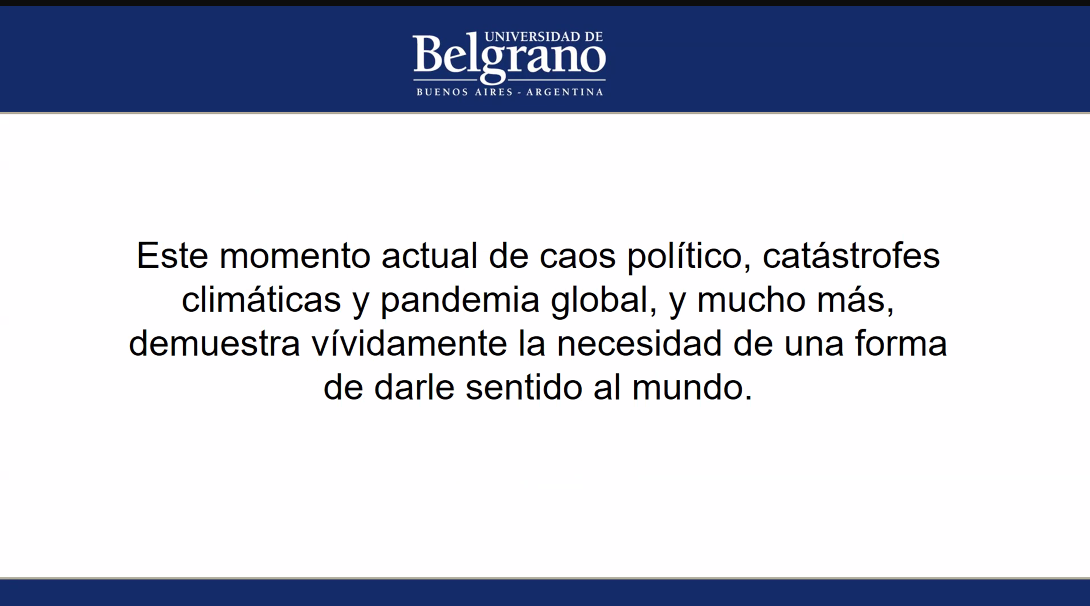 UNIVERSIDAD DE
Belgrano
BUENOS AIRES - ARGENTINA
Este momento actual de caos político, catástrofes
climáticas y pandemia global, y mucho más,
demuestra vívidamente la necesidad de una forma
de darle sentido al mundo.